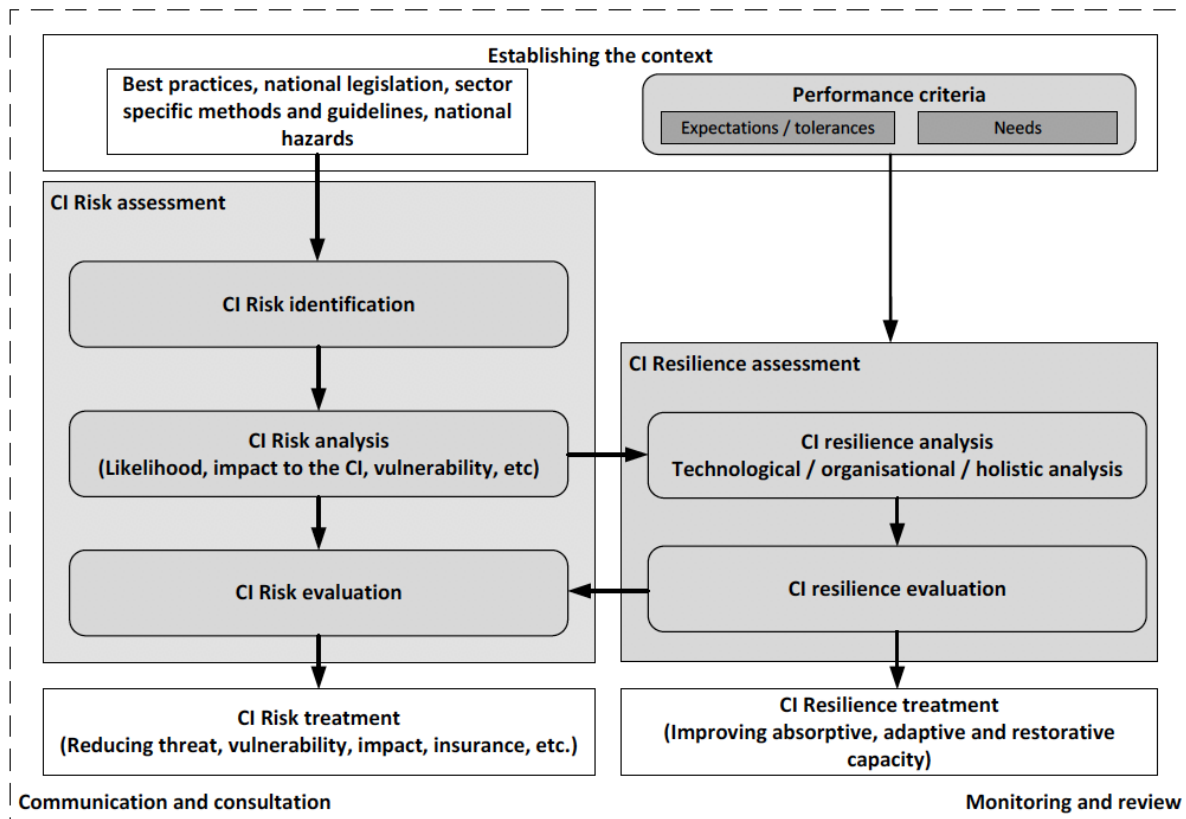 Establishing the context
Best practices, national legislation, sector
specific methods and guidelines, national
hazards
Performance criteria
Expectations / tolerances
Needs
CI Risk assessment
CI Risk identification
CI Risk analysis
(Likelihood, impact to the CI, vulnerability, etc)
CI Risk evaluation
CI Resilience assessment
CI resilience analysis
Technological / organisational / holistic analysis
CI resilience evaluation
CI Risk treatment
(Reducing threat, vulnerability, impact, insurance, etc.)
CI Resilience treatment
(Improving absorptive, adaptive and restorative
capacity)
Communication and consultation
Monitoring and review